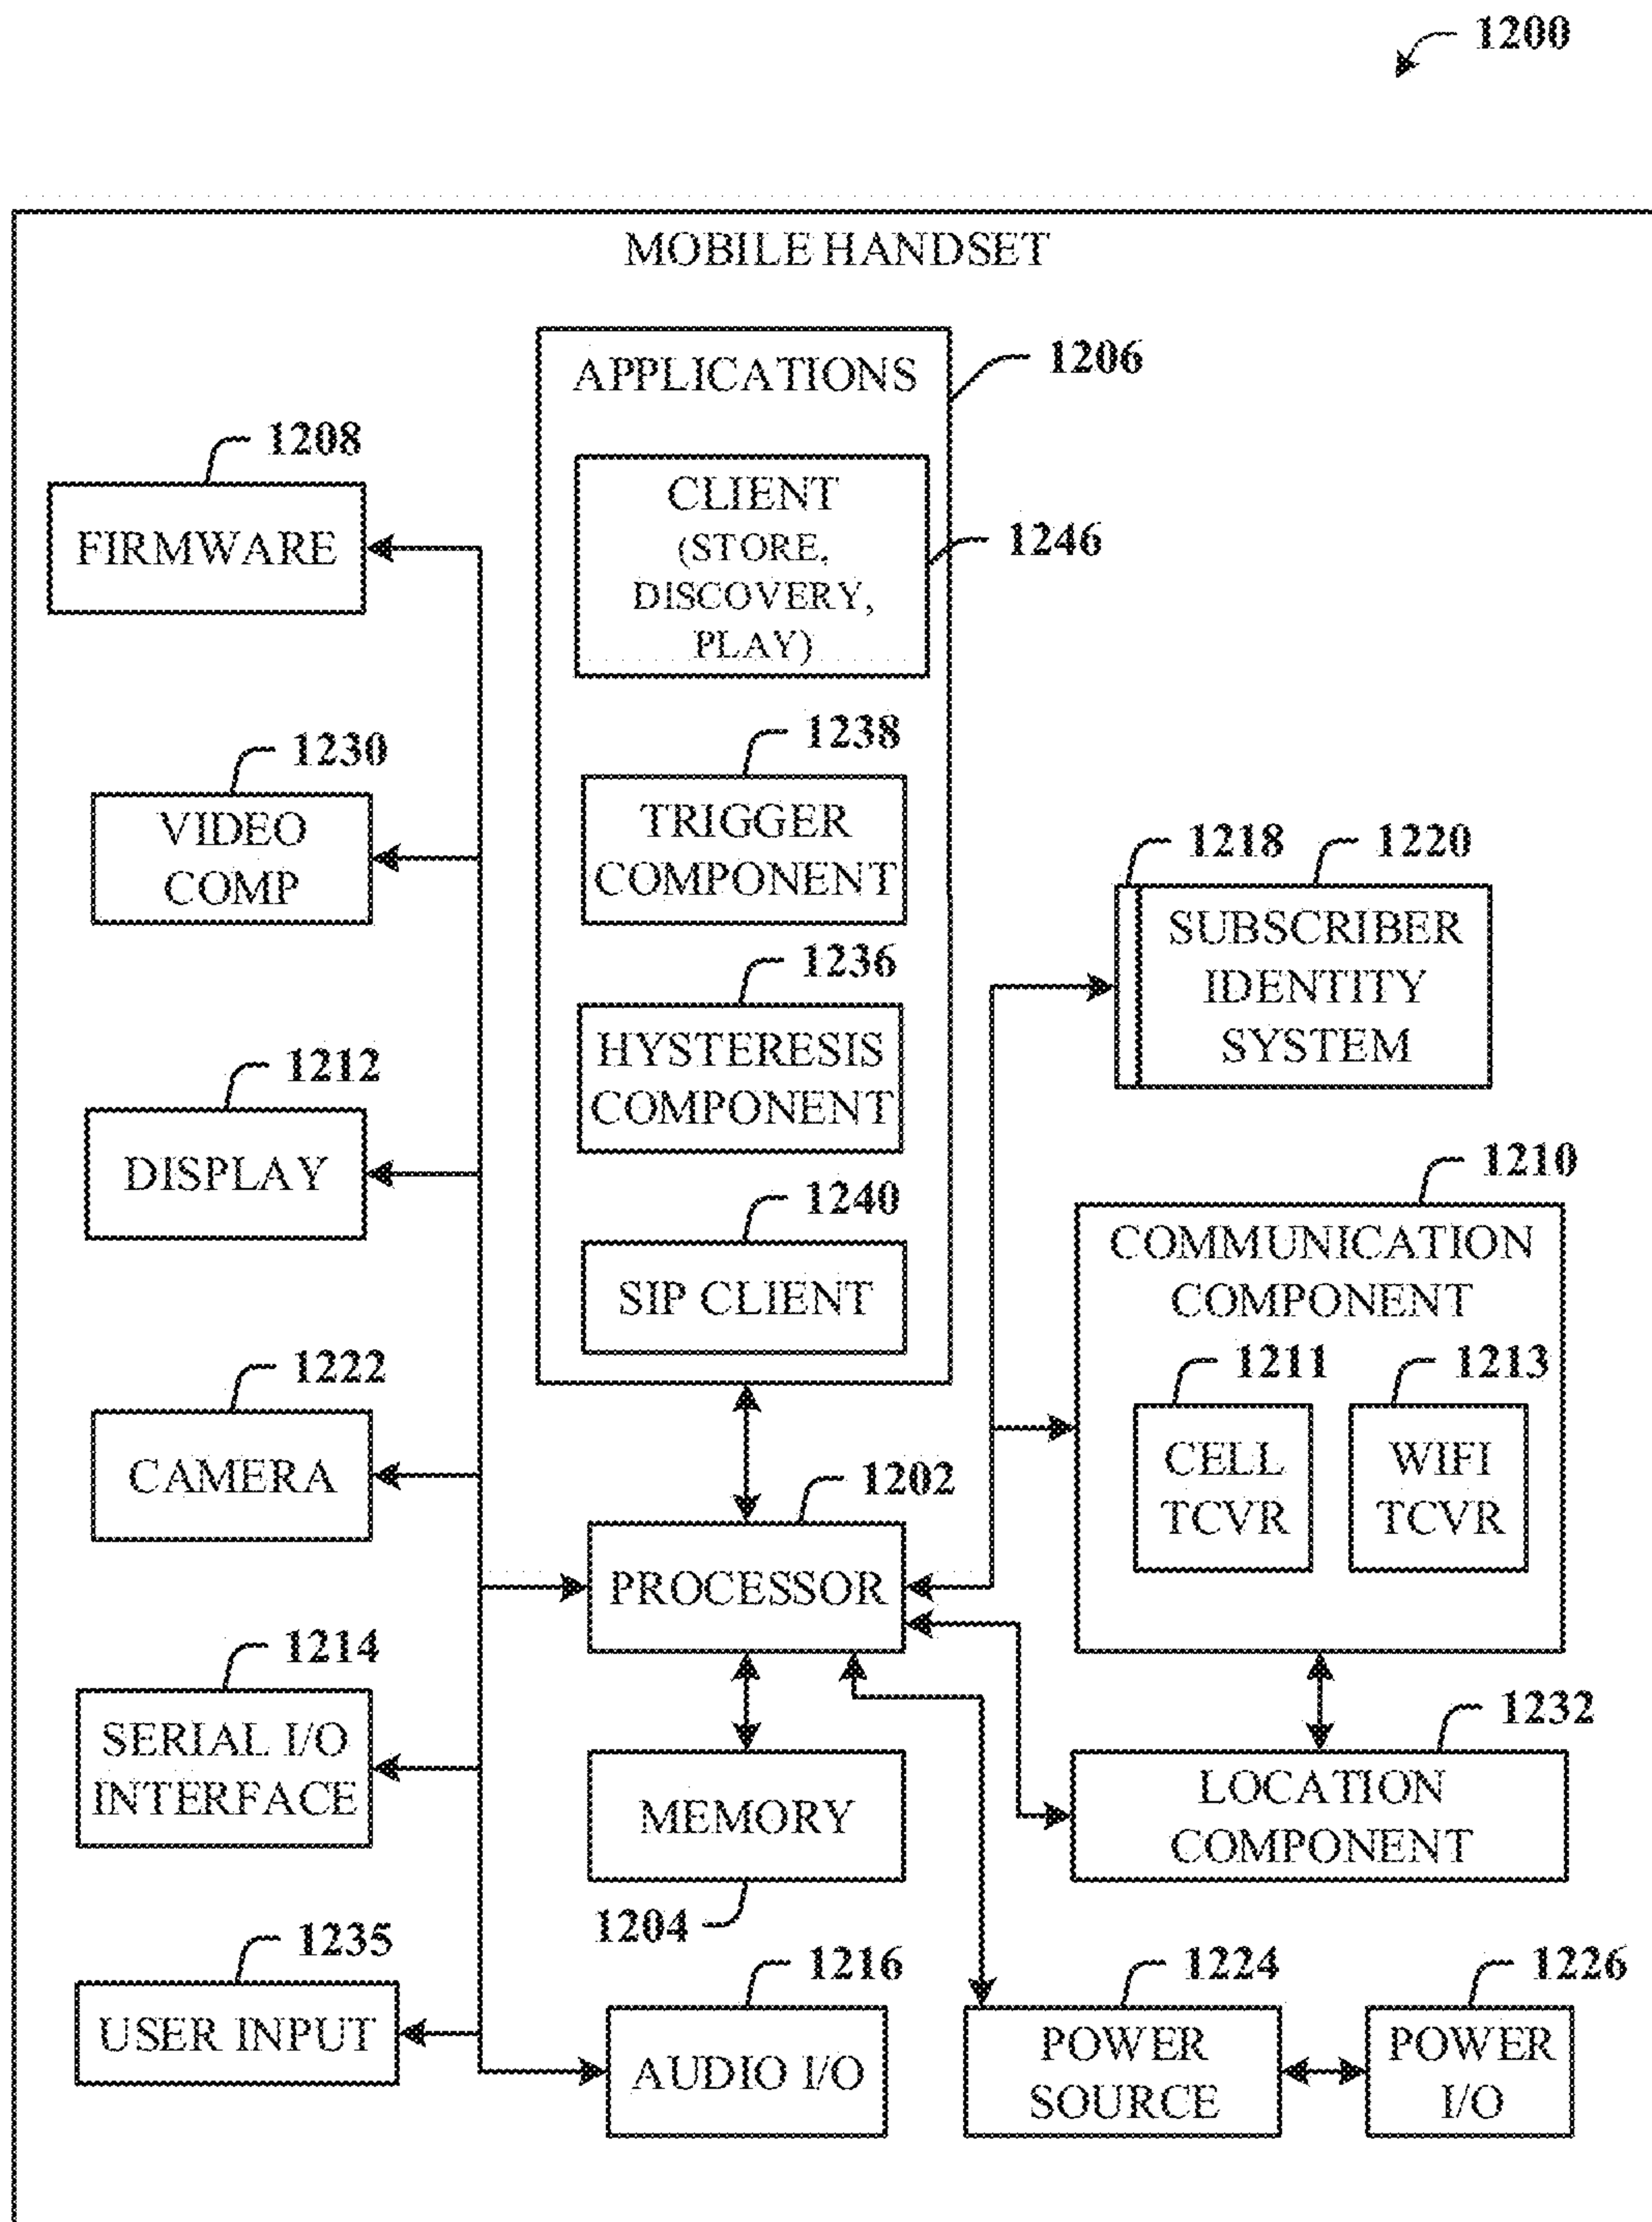 1200
MOBILE HANDSET
APPLICATIONS
1206
CLIENT
(STORE,
DISCOVERY,
PLAY)
1246
1208
FIRMWARE
1238
TRIGGER
COMPONENT
1230
VIDEO
COMP
1218
1220
SUBSCRIBER
IDENTITY
SYSTEM
1236
HYSTERESIS
COMPONENT
1212
DISPLAY
1240
SIP CLIENT
1210
COMMUNICATION
COMPONENT
1211
CELL
TCVR
1213
WIFI
TCVR
1222
CAMERA
1202
PROCESSOR
1214
SERIAL I/O
INTERFACE
MEMORY
1204
1232
LOCATION
COMPONENT
1235
USER INPUT
1216
AUDIO I/O
1224
POWER
SOURCE
1226
POWER
I/O